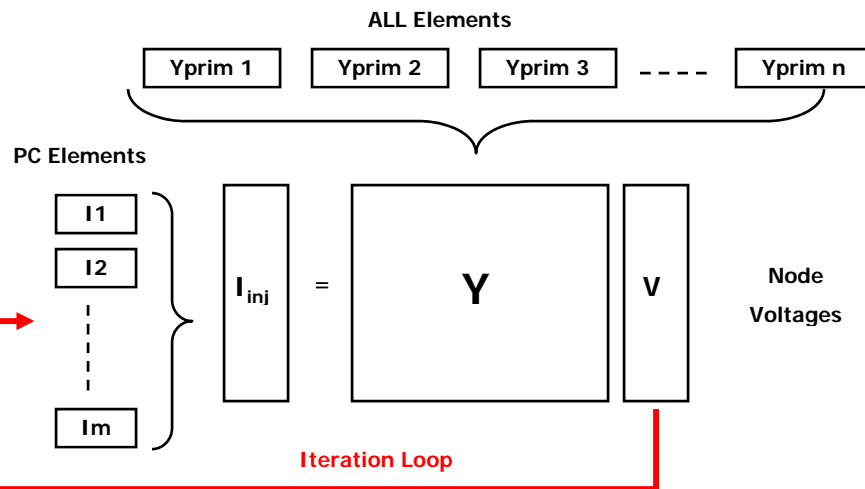 ALL Elements
Yprim 1 Yprim 2 Yprim 3 Yprim n
PC Elements
I1
I2
Im
Iinj = Y V
Node
Voltages
Iteration Loop